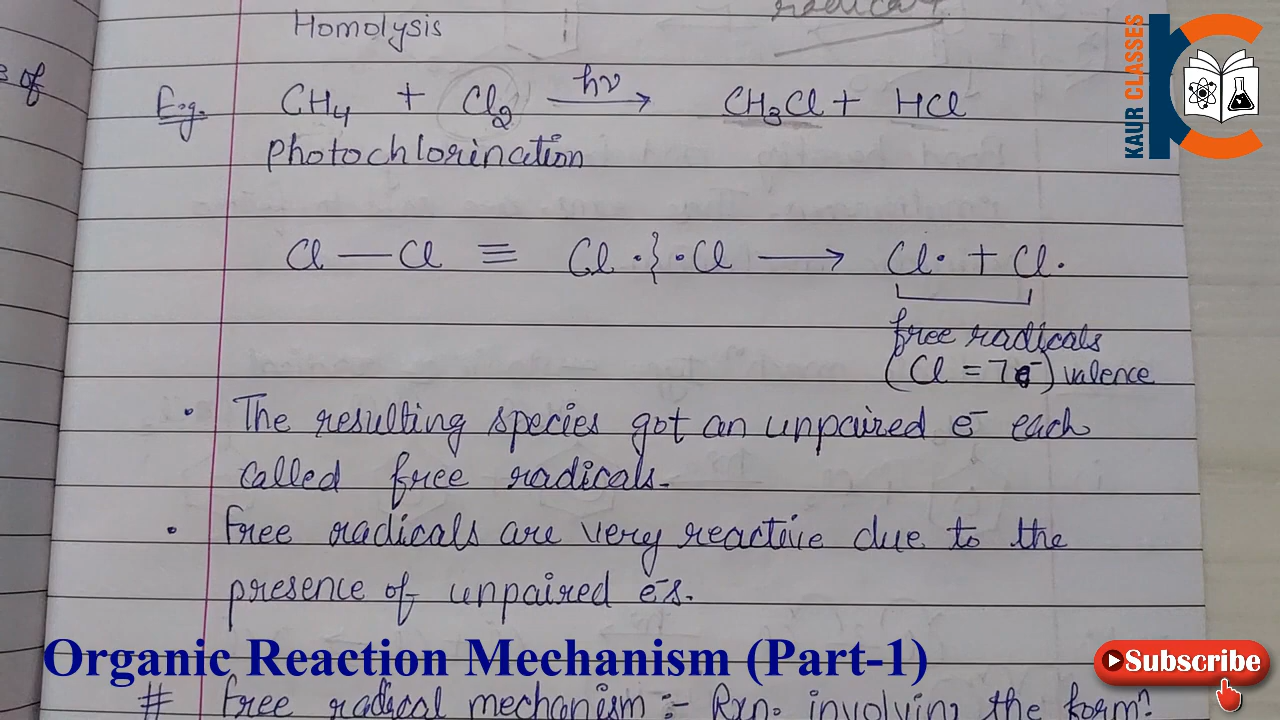 radical
Homolysis
s of
E.g. CH₄ + Cl₂ —hν→ CH₃Cl + HCl
photochlorination
Cl — Cl ≡ Cl · } · Cl ⟶ Cl· + Cl·
free radicals
(Cl = 7e⁻) valence
• The resulting species got an unpaired e⁻ each
called free radicals.
• Free radicals are very reactive due to the
presence of unpaired e⁻s.
# Free radical mechanism :- Rxn. involving the form?
Organic Reaction Mechanism (Part-1)
Subscribe
KAUR CLASSES